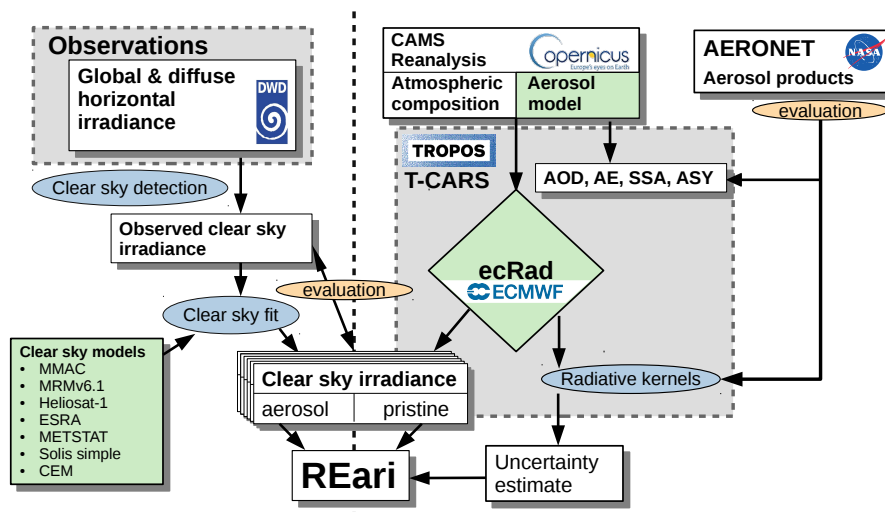 Observations
Global & diffuse
horizontal
irradiance
DWD
Clear sky detection
Observed clear sky
irradiance
Clear sky fit
evaluation
Clear sky models
• MMAC
• MRMv6.1
• Heliosat-1
• ESRA
• METSTAT
• Solis simple
• CEM
CAMS
Reanalysis
opernicus
Europe's eyes on Earth
Atmospheric
composition
Aerosol
model
AERONET
NASA
Aerosol products
evaluation
TROPOS
T-CARS
AOD, AE, SSA, ASY
ecRad
ECMWF
Radiative kernels
Clear sky irradiance
aerosol
pristine
REari
Uncertainty
estimate